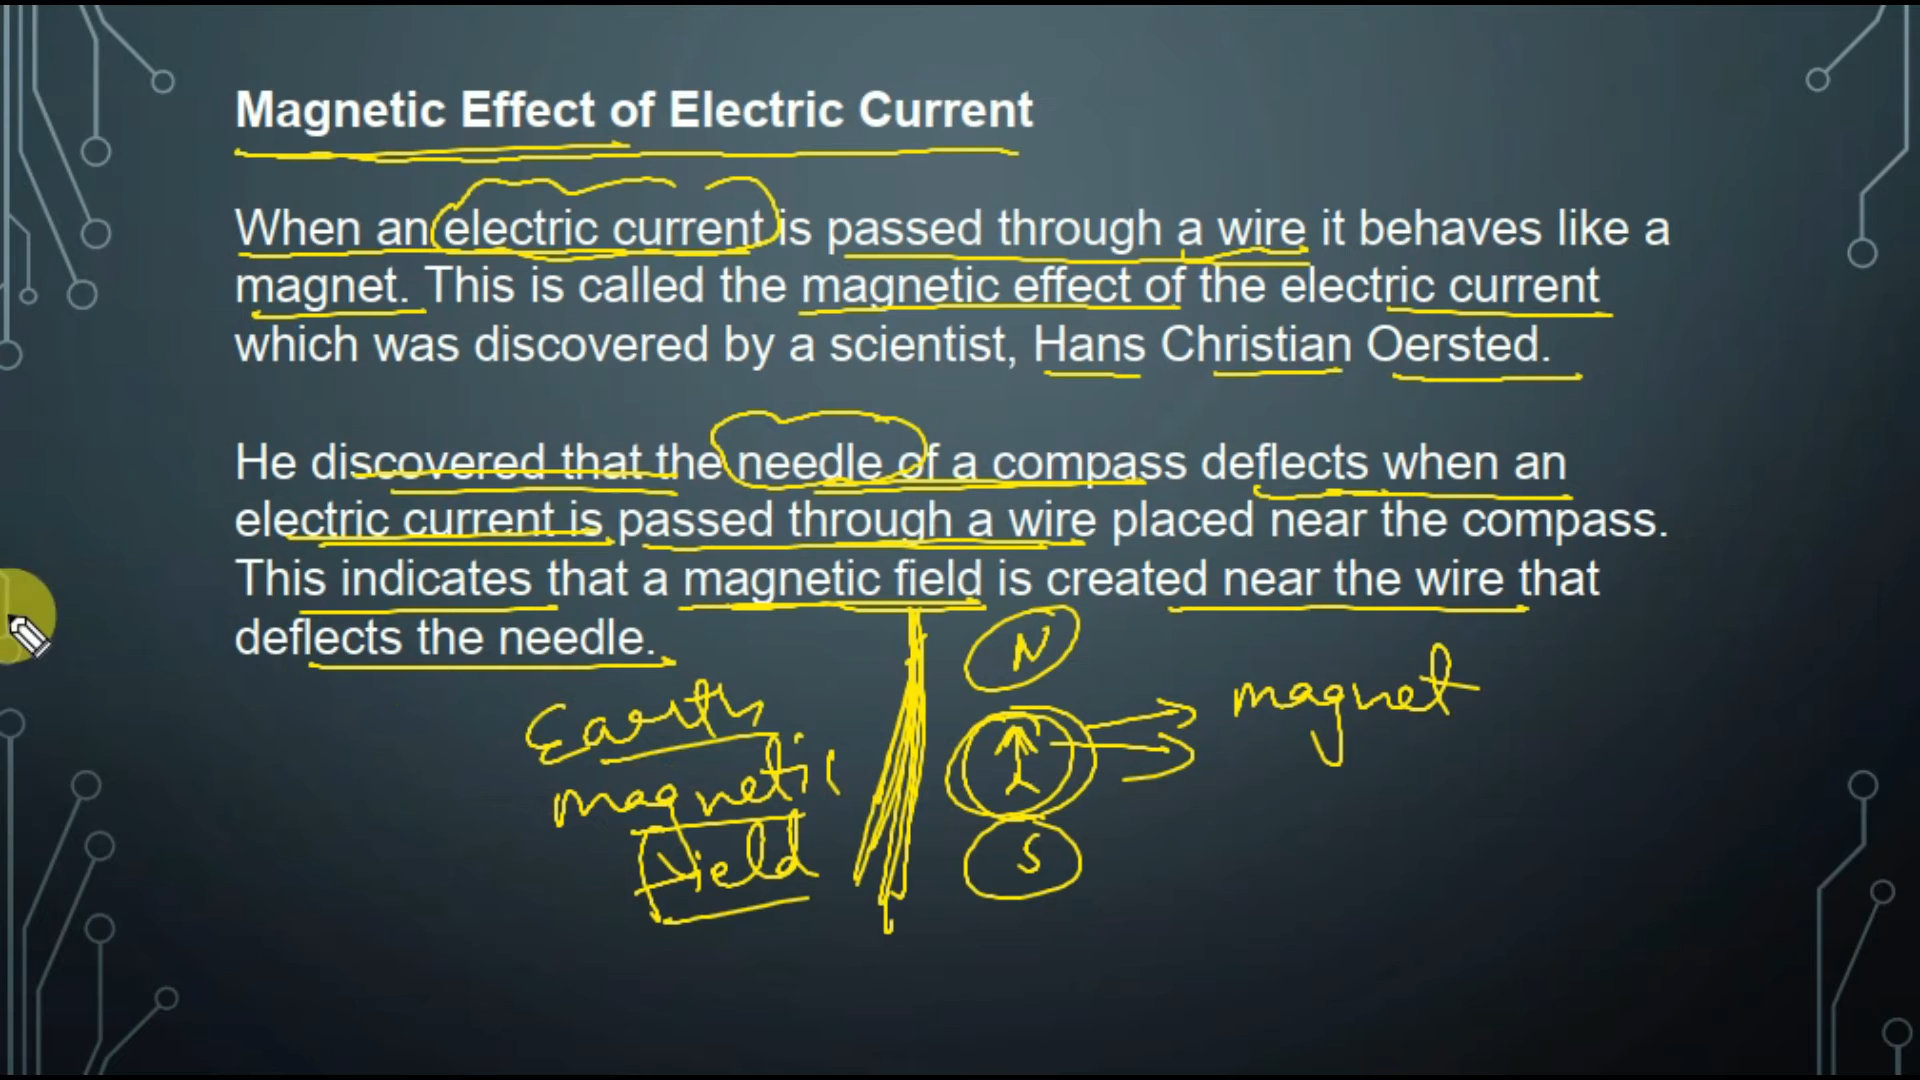 Magnetic Effect of Electric Current
When an electric current is passed through a wire it behaves like a
magnet. This is called the magnetic effect of the electric current
which was discovered by a scientist, Hans Christian Oersted.
He discovered that the needle of a compass deflects when an
electric current is passed through a wire placed near the compass.
This indicates that a magnetic field is created near the wire that
deflects the needle.
N
Earth
magnetic
field
magnet
S